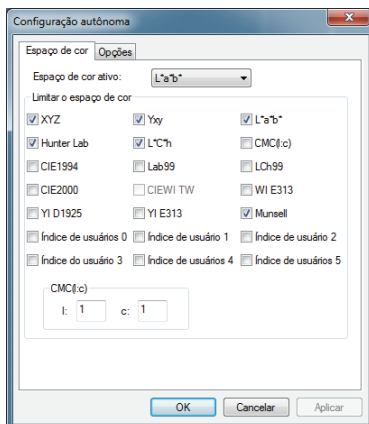 Configuração autônoma
Espaço de cor Opções
Espaço de cor ativo: L*a*b*
Limitar o espaço de cor
XYZ Yxy L*a*b*
Hunter Lab L*C*h CMC(l:c)
CIE1994 Lab99 LCh99
CIE2000 CIEWI TW WI E313
YI D1925 YI E313 Munsell
Índice de usuários 0 Índice de usuário 1 Índice de usuário 2
Índice do usuário 3 Índice de usuários 4 Índice de usuários 5
CMC(l:c)
l: 1 c: 1
OK Cancelar Aplicar